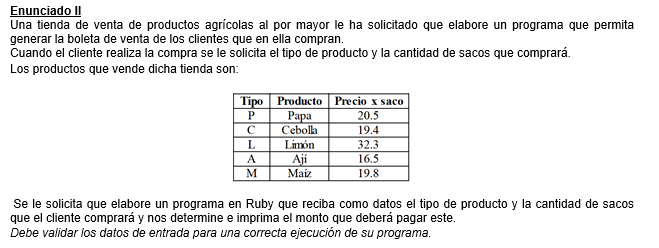 Enunciado II
Una tienda de venta de productos agrícolas al por mayor le ha solicitado que elabore un programa que permita
generar la boleta de venta de los clientes que en ella compran.
Cuando el cliente realiza la compra se le solicita el tipo de producto y la cantidad de sacos que comprará.
Los productos que vende dicha tienda son:
Tipo Producto Precio x saco
P Papa 20.5
C Cebolla 19.4
L Limón 32.3
A Ají 16.5
M Maíz 19.8
Se le solicita que elabore un programa en Ruby que reciba como datos el tipo de producto y la cantidad de sacos
que el cliente comprará y nos determine e imprima el monto que deberá pagar este.
Debe validar los datos de entrada para una correcta ejecución de su programa.